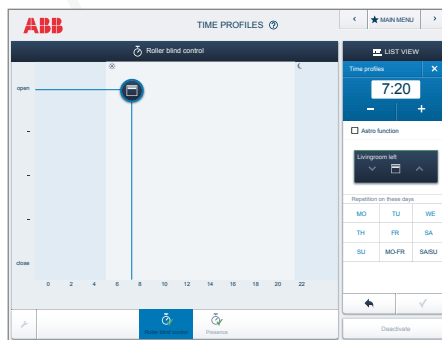 ABB
TIME PROFILES
MAIN MENU
Roller blind control
LIST VIEW
Time profiles
7:20
Astro function
Livingroom left
Repetition on these days
MO TU WE
TH FR SA
SU MO-FR SA/SU
open
close
0 2 4 6 8 10 12 14 16 18 20 22
Roller blind control
Presence
Deactivate